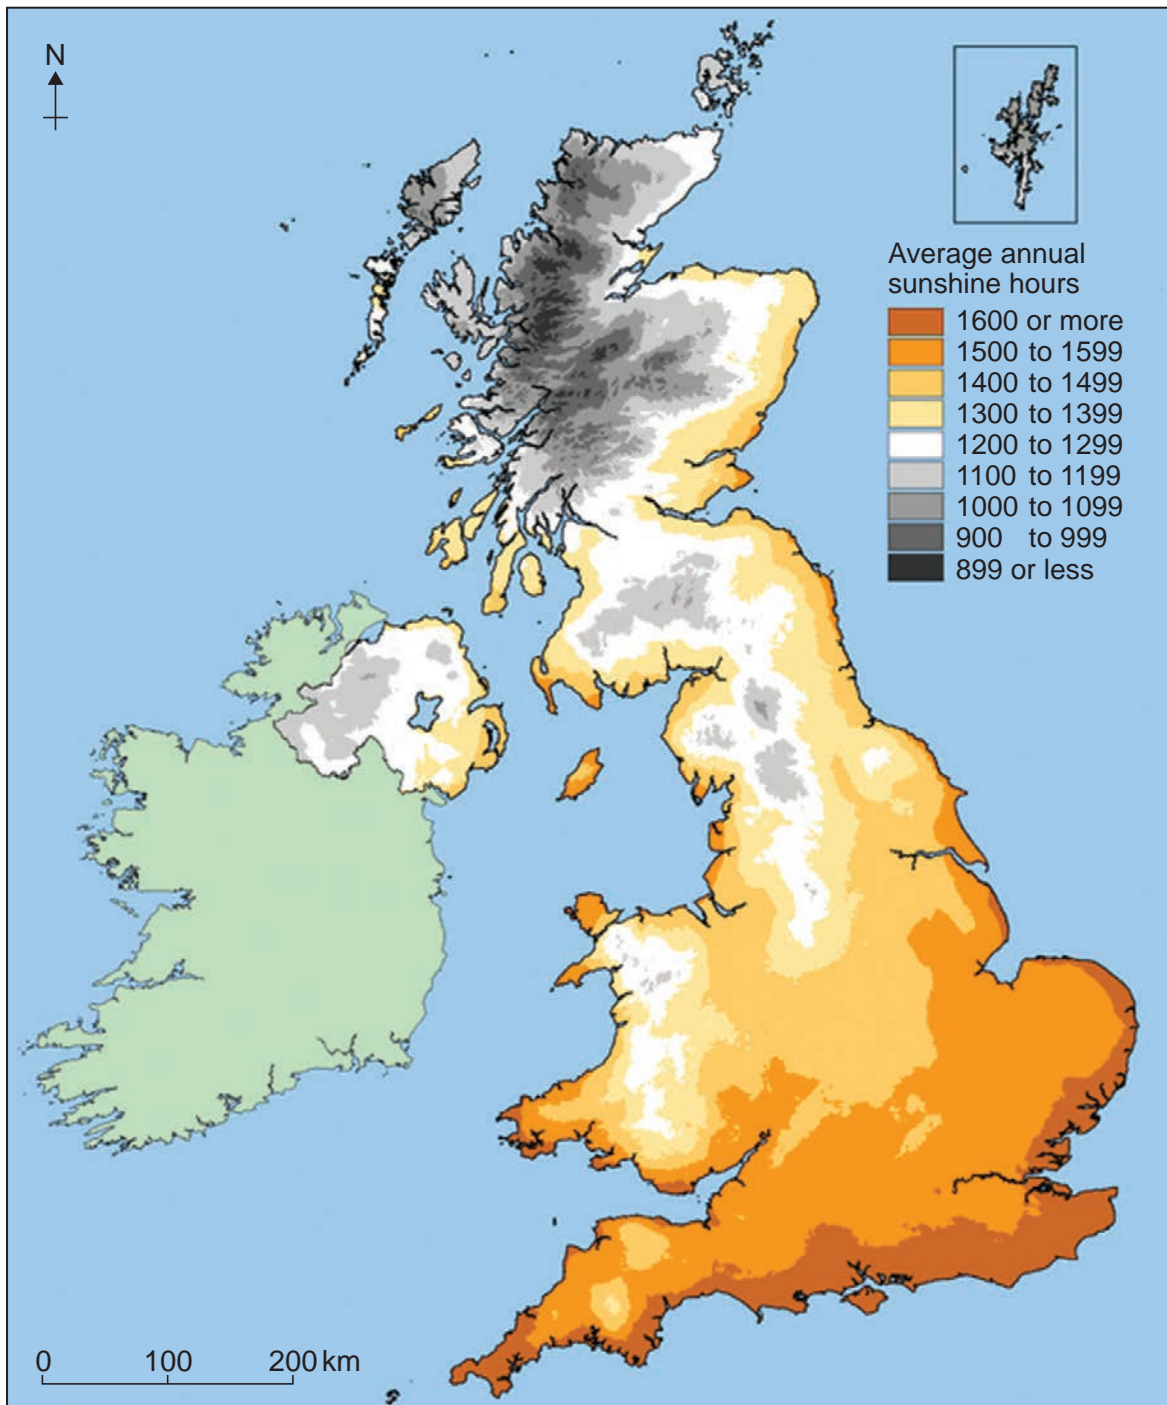 N
Average annual
sunshine hours
1600 or more
1500 to 1599
1400 to 1499
1300 to 1399
1200 to 1299
1100 to 1199
1000 to 1099
900 to 999
899 or less
0 100 200 km